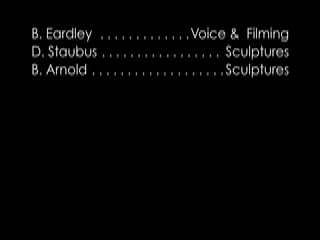 B. Eardley . . . . . . . . . . . . .Voice & Filming
D. Staubus . . . . . . . . . . . . . . . . . Sculptures
B. Arnold . . . . . . . . . . . . . . . . . . .Sculptures